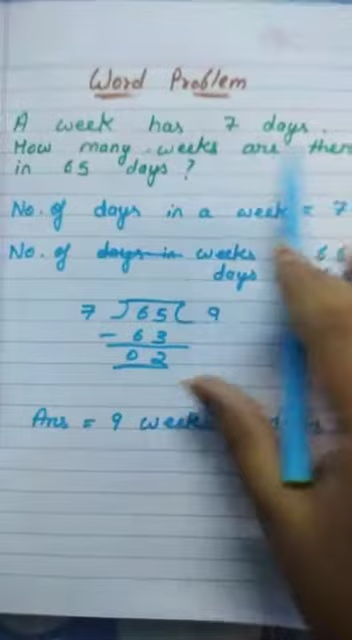 Word Problem
A week has 7 days.
How many weeks are there
in 65 days?
No. of days in a week = 7
No. of days in weeks
days
7 65 9
- 63
02
Ans = 9 weeks